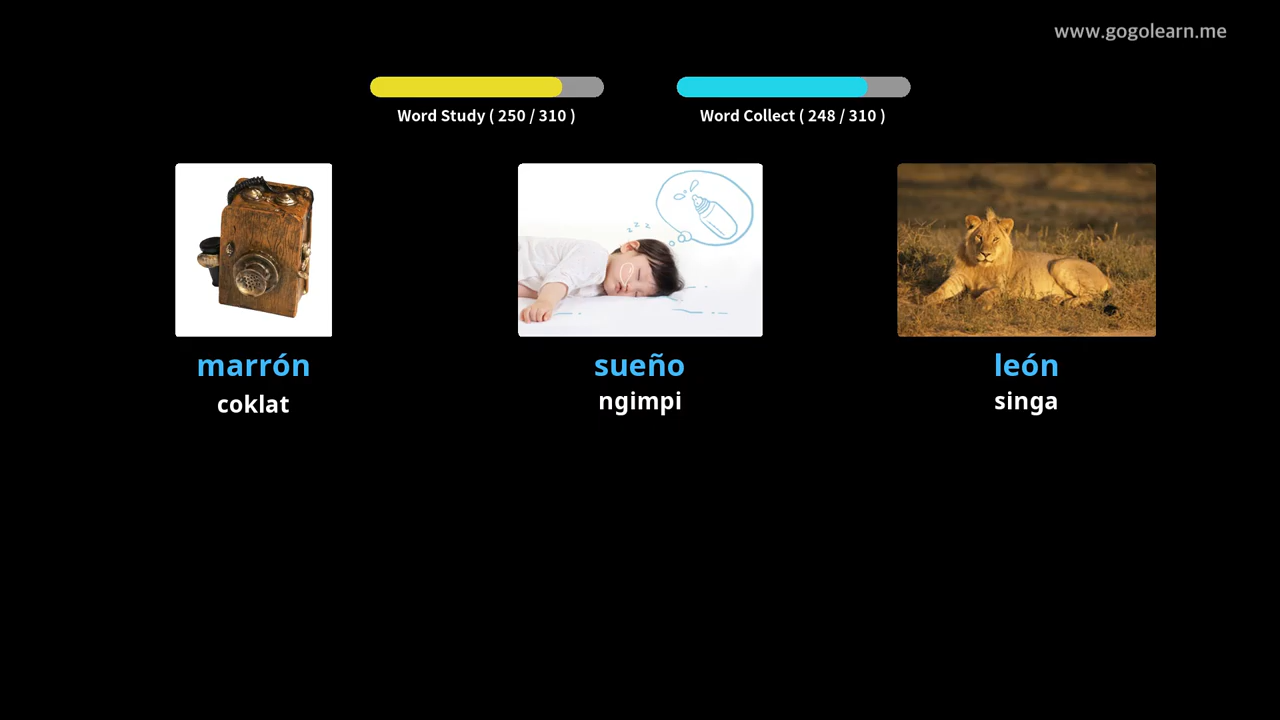 www.gogolearn.me
Word Study ( 250 / 310 )
Word Collect ( 248 / 310 )
marrón
coklat
sueño
ngimpi
león
singa